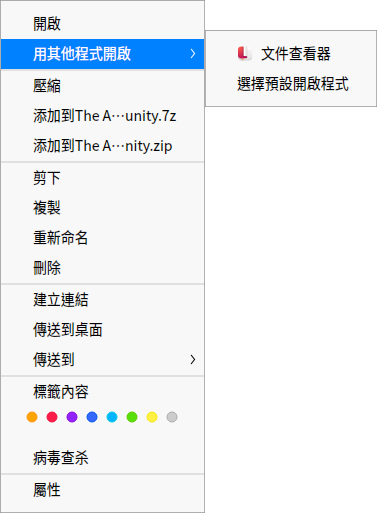 開啟
用其他程式開啟
文件查看器
選擇預設開啟程式
壓縮
添加到The A⋯unity.7z
添加到The A⋯nity.zip
剪下
複製
重新命名
刪除
建立連結
傳送到桌面
傳送到
標籤內容
病毒查杀
屬性